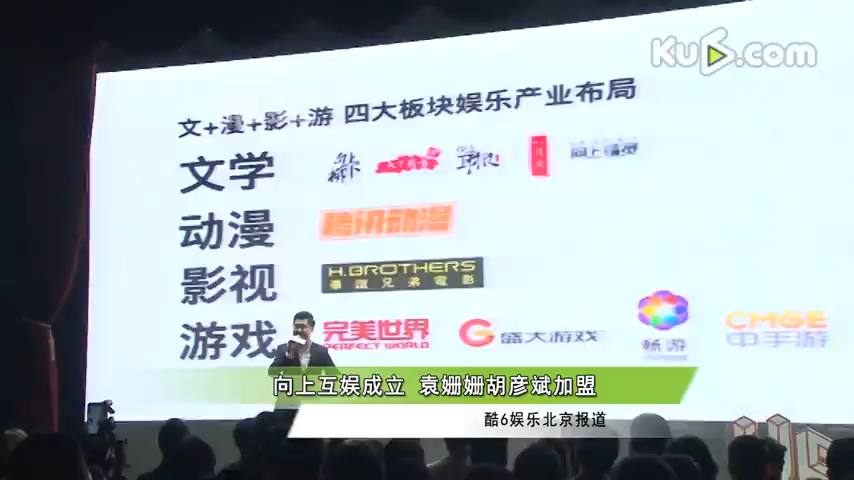 Ku6.com
文+漫+影+游 四大板块娱乐产业布局
文学
动漫
腾讯动漫
影视
H.BROTHERS
華誼兄弟電影
游戏
完美世界
PERFECT WORLD
盛大游戏
畅游
CMGE
中手游
向上互娱成立 袁姗姗胡彦斌加盟
酷6娱乐北京报道